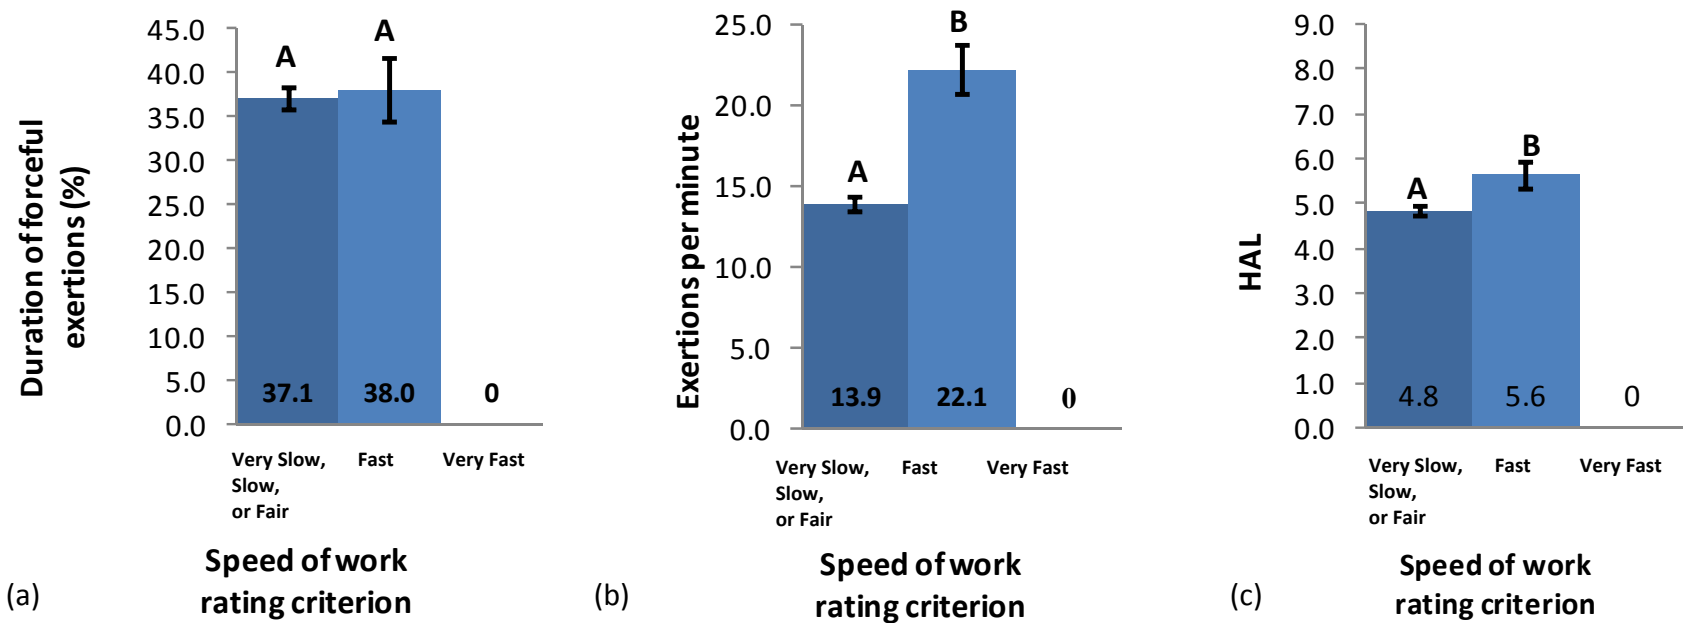 45.0
40.0
35.0
30.0
25.0
20.0
15.0
10.0
5.0
0.0
Duration of forceful
exertions (%)
A
A
37.1
38.0
0
Very Slow,
Slow,
or Fair
Fast
Very Fast
Speed of work
rating criterion
(a)
25.0
20.0
15.0
10.0
5.0
0.0
Exertions per minute
A
B
13.9
22.1
0
Very Slow,
Slow,
or Fair
Fast
Very Fast
Speed of work
rating criterion
(b)
9.0
8.0
7.0
6.0
5.0
4.0
3.0
2.0
1.0
0.0
HAL
A
B
4.8
5.6
0
Very Slow,
Slow,
or Fair
Fast
Very Fast
Speed of work
rating criterion
(c)